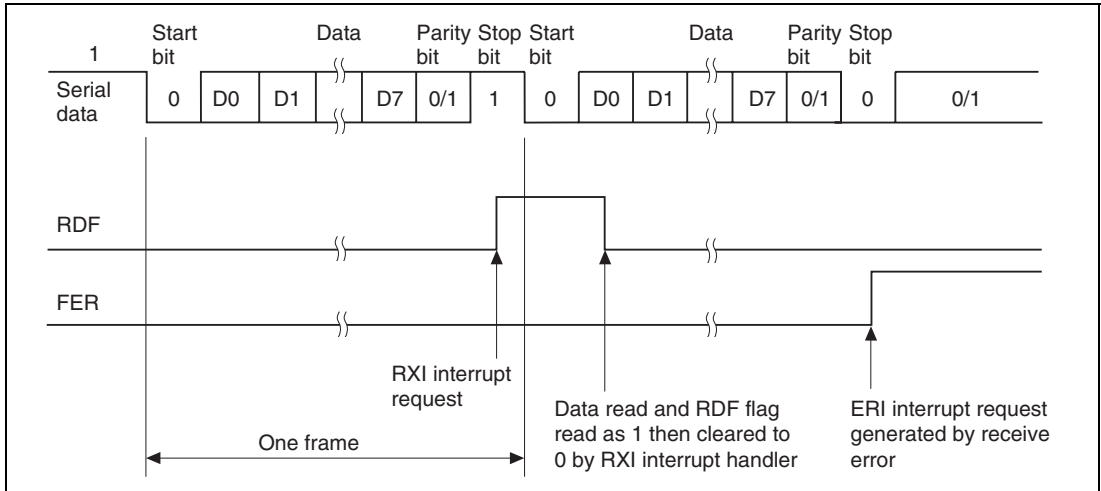 Start bit Data Parity bit Stop bit Start bit Data Parity bit Stop bit
1
Serial data 0 D0 D1 D7 0/1 1 0 D0 D1 D7 0/1 0 0/1
RDF
FER
RXI interrupt
request
Data read and RDF flag
read as 1 then cleared to
0 by RXI interrupt handler
ERI interrupt request
generated by receive
error
One frame